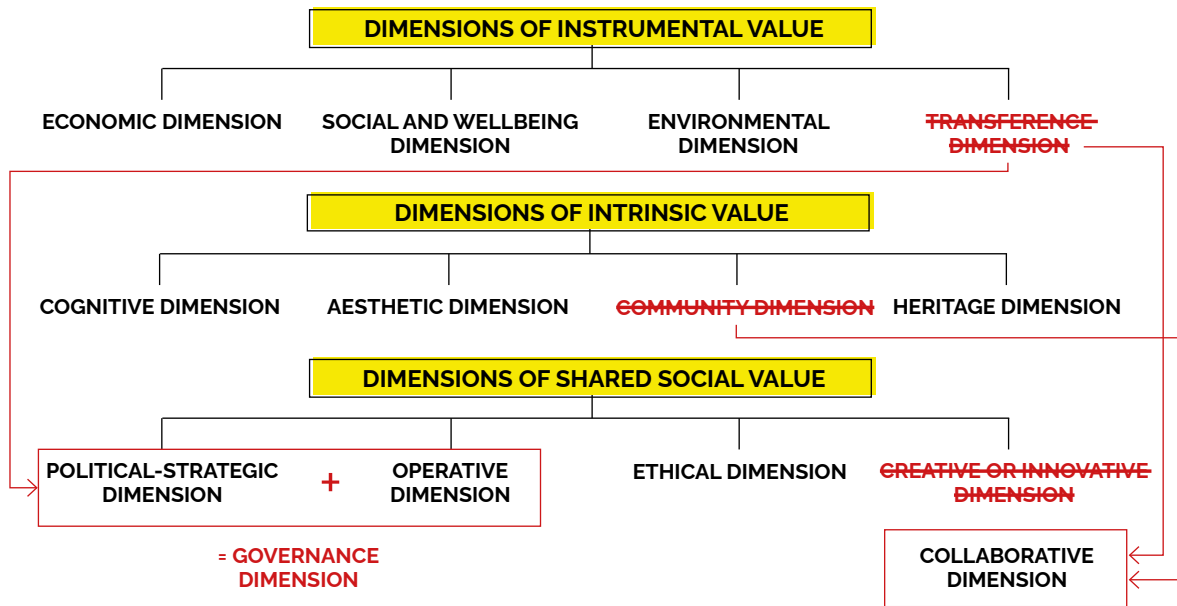 DIMENSIONS OF INSTRUMENTAL VALUE
ECONOMIC DIMENSION
SOCIAL AND WELLBEING
DIMENSION
ENVIRONMENTAL
DIMENSION
TRANSFERENCE
DIMENSION
DIMENSIONS OF INTRINSIC VALUE
COGNITIVE DIMENSION
AESTHETIC DIMENSION
COMMUNITY DIMENSION
HERITAGE DIMENSION
DIMENSIONS OF SHARED SOCIAL VALUE
POLITICAL-STRATEGIC
DIMENSION
+
OPERATIVE
DIMENSION
ETHICAL DIMENSION
CREATIVE OR INNOVATIVE
DIMENSION
= GOVERNANCE
DIMENSION
COLLABORATIVE
DIMENSION